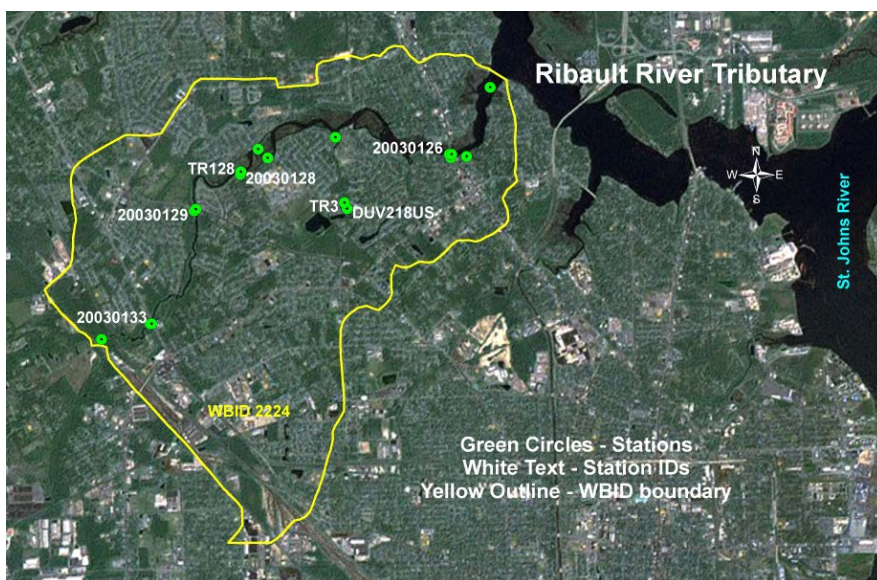 Ribault River Tributary
20030126
TR128
20030128
TR3
DUV218US
20030129
20030133
WBID 2224
N
W E
S
St. Johns River
Green Circles - Stations
White Text - Station IDs
Yellow Outline - WBID boundary